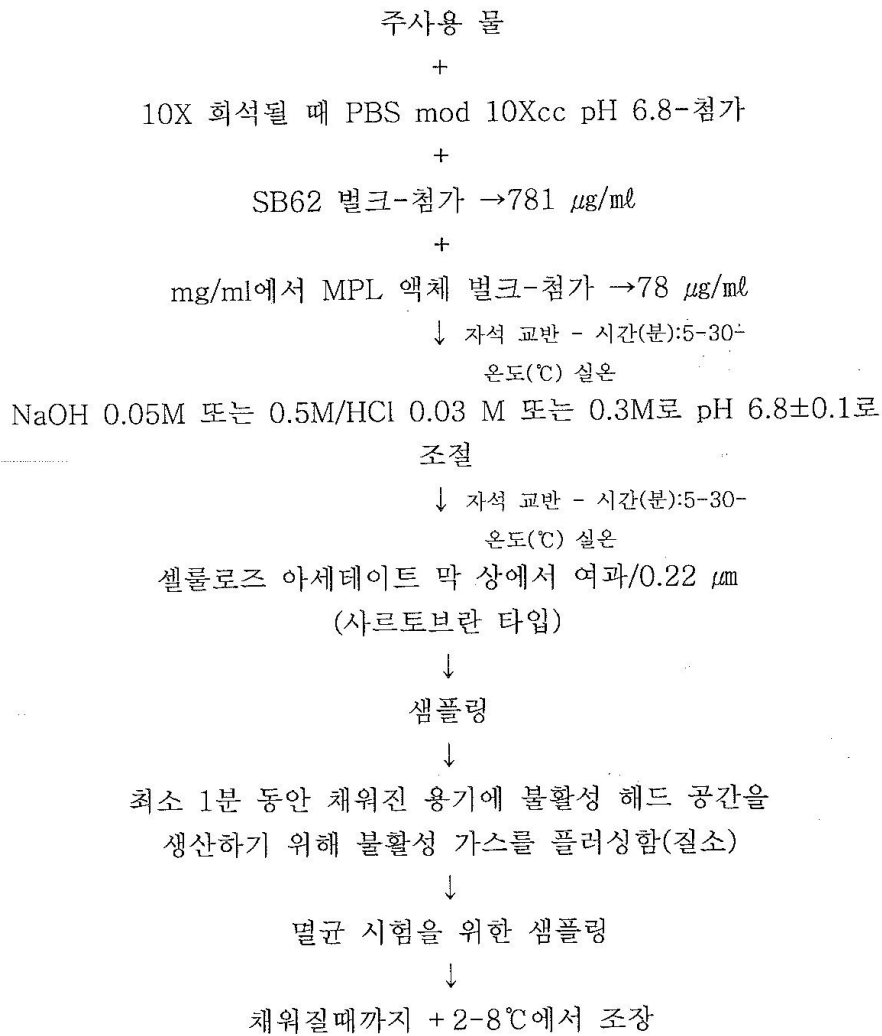 주사용 물
+
10X 희석될 때 PBS mod 10Xcc pH 6.8-첨가
+
SB62 벌크-첨가 →781 μg/㎖
+
mg/ml에서 MPL 액체 벌크-첨가 →78 μg/㎖
↓ 자석 교반 - 시간(분):5-30-
온도(℃) 실온
NaOH 0.05M 또는 0.5M/HCl 0.03 M 또는 0.3M로 pH 6.8±0.1로
조절
↓ 자석 교반 - 시간(분):5-30-
온도(℃) 실온
셀룰로즈 아세테이트 막 상에서 여과/0.22 ㎛
(사르토브란 타입)
↓
샘플링
↓
최소 1분 동안 채워진 용기에 불활성 헤드 공간을
생산하기 위해 불활성 가스를 플러싱함(질소)
↓
멸균 시험을 위한 샘플링
↓
채워질때까지 +2-8℃에서 조장